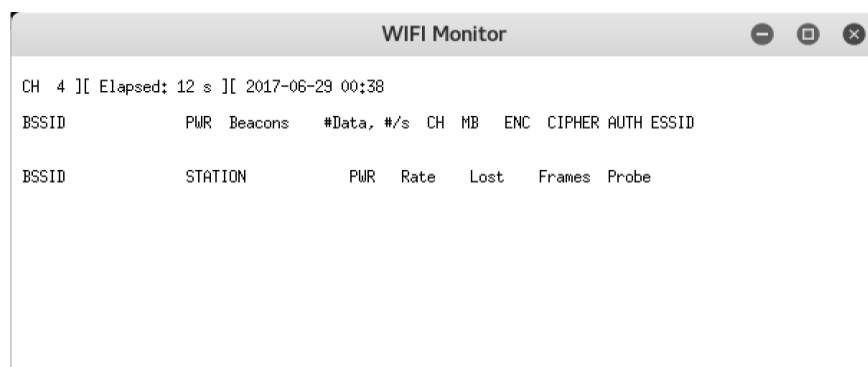 WIFI Monitor
CH 4 ][ Elapsed: 12 s ][ 2017-06-29 00:38
BSSID PWR Beacons #Data, #/s CH MB ENC CIPHER AUTH ESSID
BSSID STATION PWR Rate Lost Frames Probe